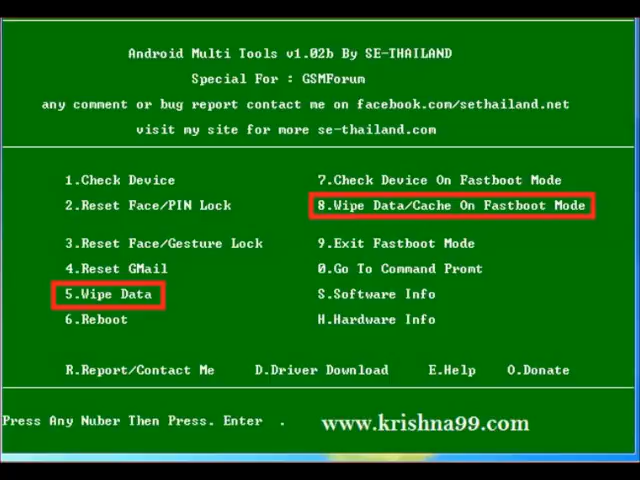 Android Multi Tools v1.02b By SE-THAILAND
Special For : GSMForum
any comment or bug report contact me on facebook.com/sethailand.net
visit my site for more se-thailand.com
1.Check Device
2.Reset Face/PIN Lock
3.Reset Face/Gesture Lock
4.Reset GMail
5.Wipe Data
6.Reboot
7.Check Device On Fastboot Mode
8.Wipe Data/Cache On Fastboot Mode
9.Exit Fastboot Mode
0.Go To Command Promt
S.Software Info
H.Hardware Info
R.Report/Contact Me D.Driver Download E.Help O.Donate
Press Any Nuber Then Press. Enter .
www.krishna99.com